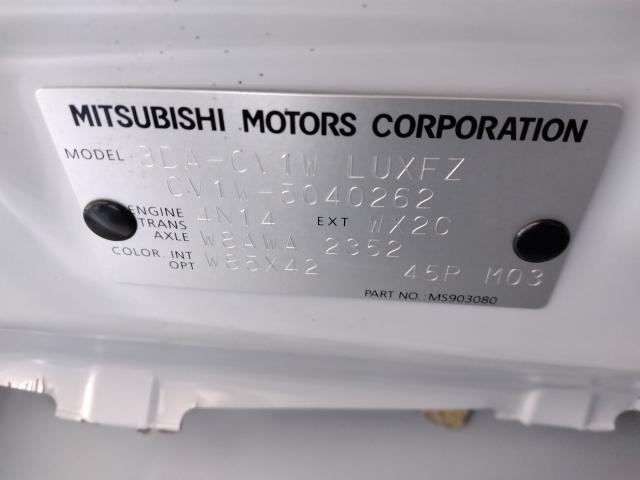 MITSUBISHI MOTORS CORPORATION
MODEL 3DA-CV1W LUXFZ
CV1W-5040262
ENGINE 4N14 EXT WX2C
TRANS
AXLE W8AWA 2352
COLOR. INT W85X42 45P M03
OPT
PART NO : MS903080